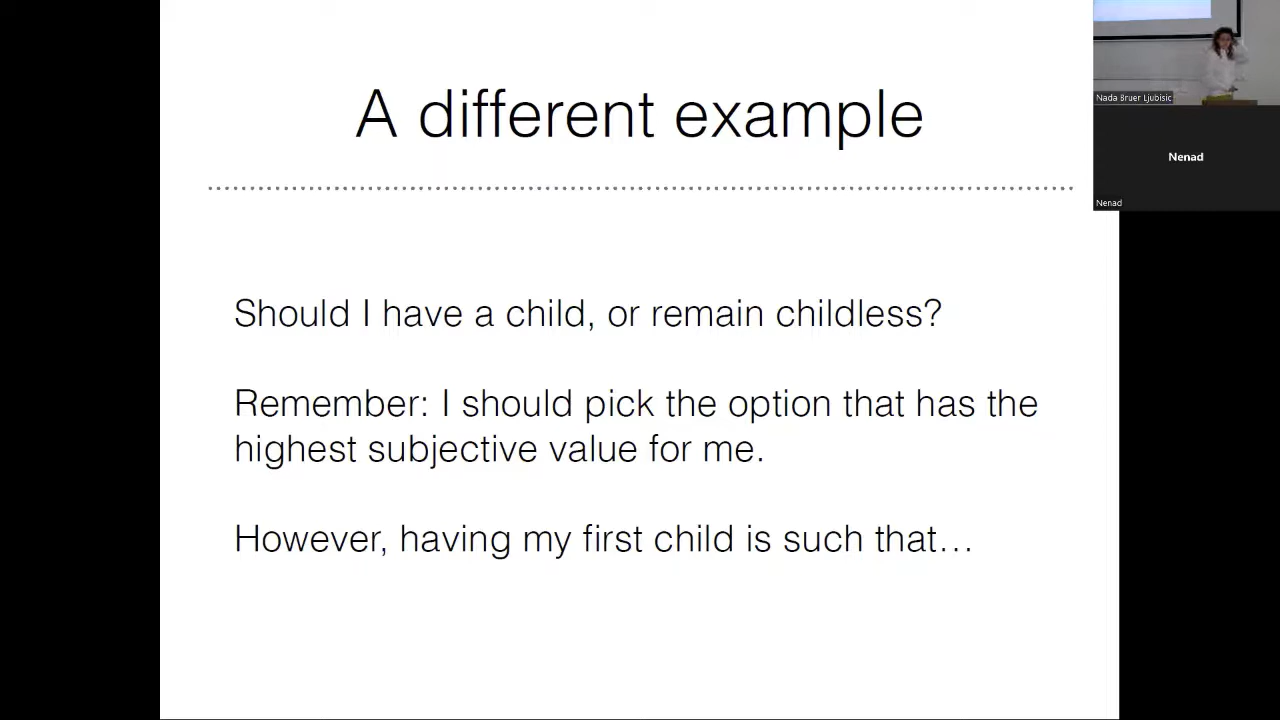 A different example
Should I have a child, or remain childless?
Remember: I should pick the option that has the
highest subjective value for me.
However, having my first child is such that…
Nada Bruer Ljubisic
Nenad
Nenad